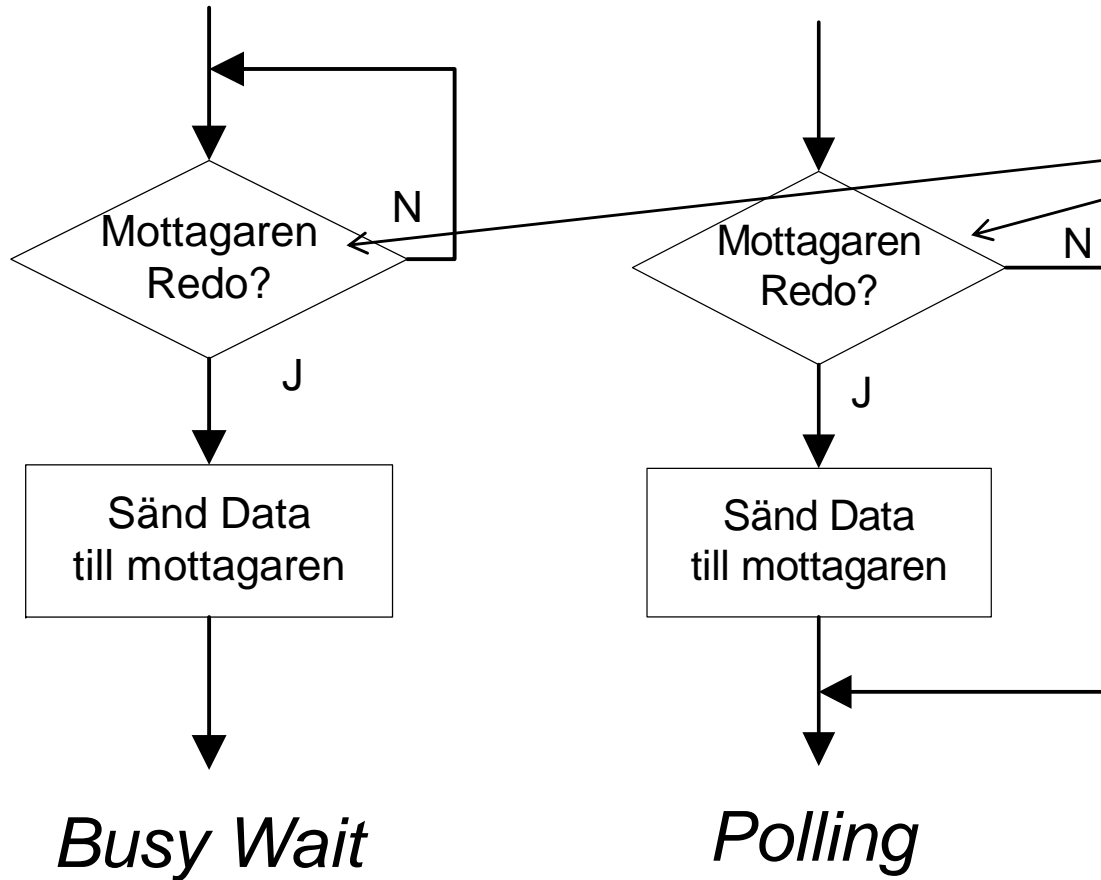 Mottagaren
Redo?
N
J
Sänd Data
till mottagaren
Busy Wait
Mottagaren
Redo?
N
J
Sänd Data
till mottagaren
Polling